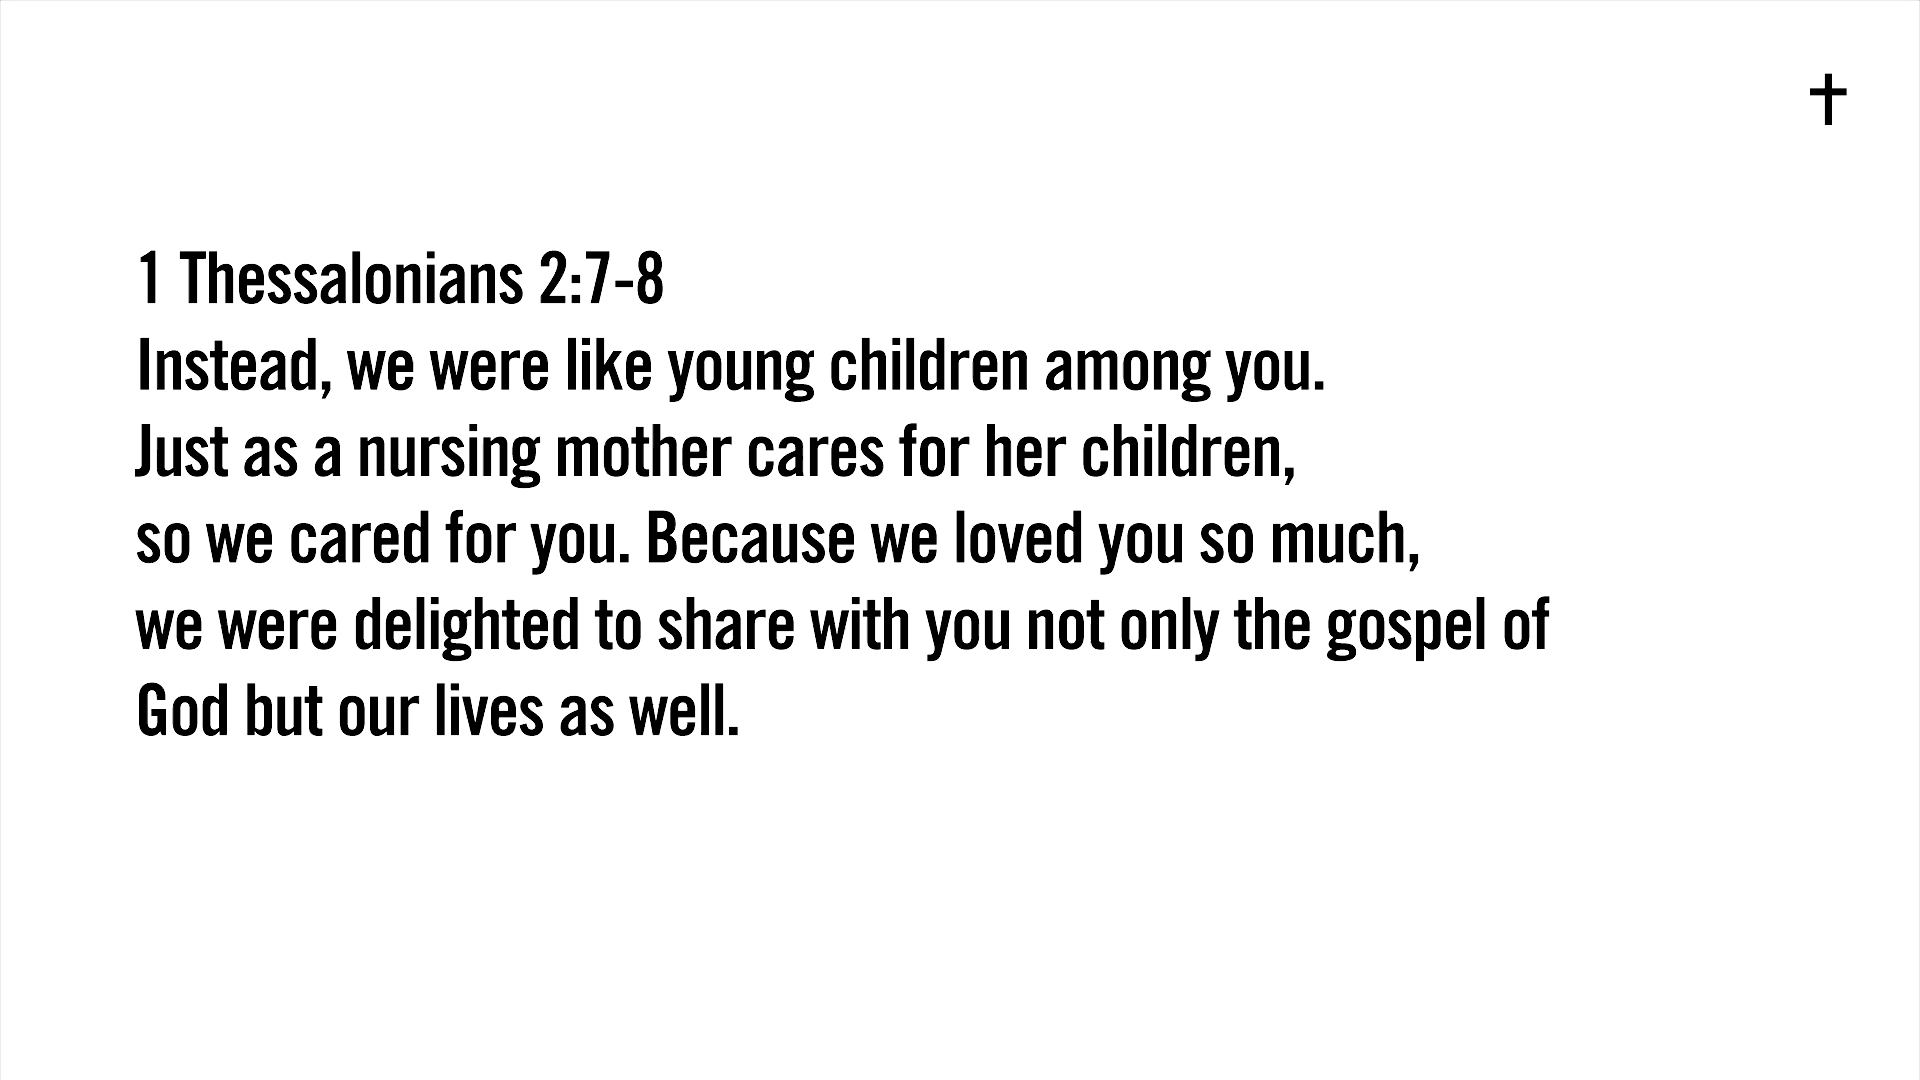 1 Thessalonians 2:7-8
Instead, we were like young children among you.
Just as a nursing mother cares for her children,
so we cared for you. Because we loved you so much,
we were delighted to share with you not only the gospel of
God but our lives as well.